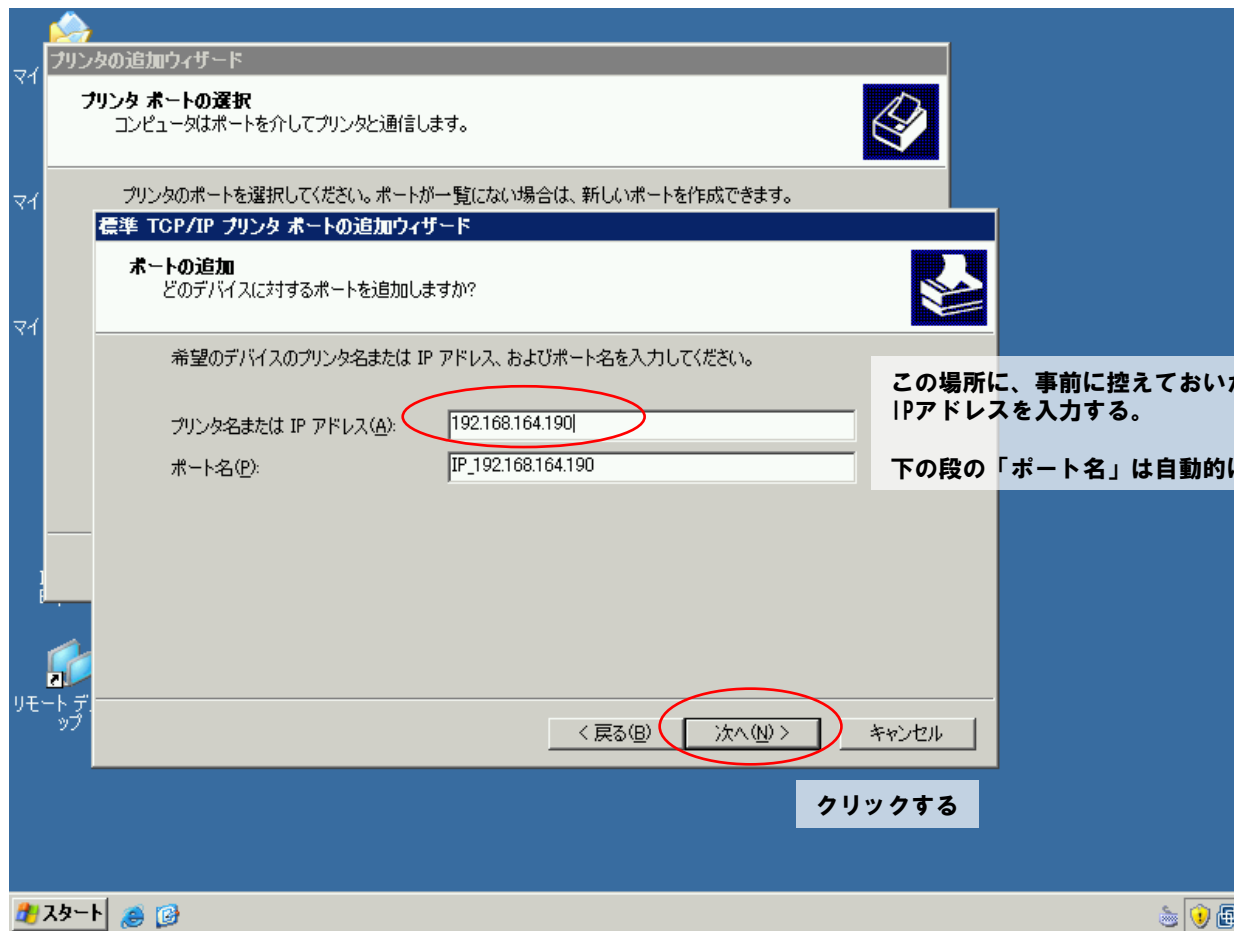 マイ
プリンタの追加ウィザード
プリンタ ポートの選択
コンピュータはポートを介してプリンタと通信します。
マイ
プリンタのポートを選択してください。ポートが一覧にない場合は、新しいポートを作成できます。
標準 TCP/IP プリンタ ポートの追加ウィザード
ポートの追加
どのデバイスに対するポートを追加しますか?
マイ
希望のデバイスのプリンタ名または IP アドレス、およびポート名を入力してください。
この場所に、事前に控えておいた
IPアドレスを入力する。
プリンタ名または IP アドレス(A):
192.168.164.190
ポート名(P):
IP_192.168.164.190
下の段の「ポート名」は自動的に
リモート デ
ップ
< 戻る(B)
次へ(N) >
キャンセル
クリックする
スタート